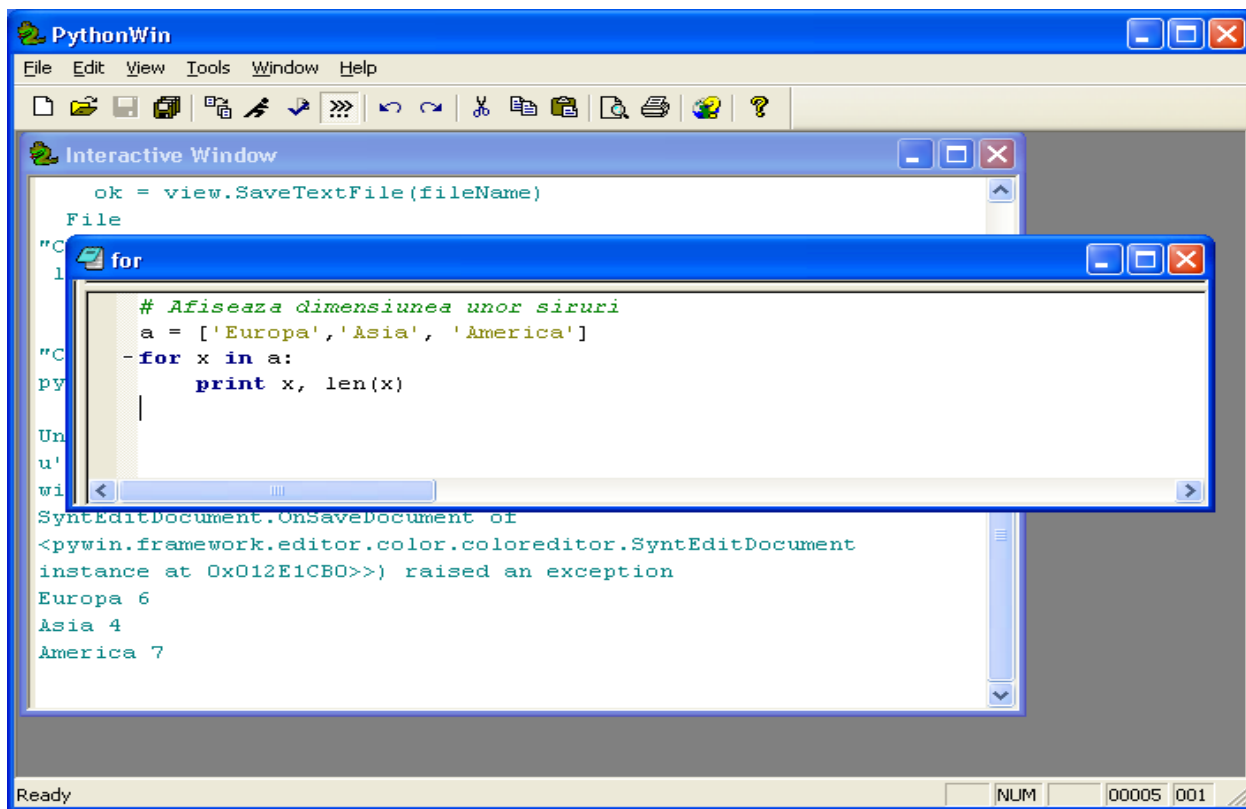 PythonWin
File Edit View Tools Window Help
Interactive Window
ok = view.SaveTextFile(fileName)
File
"C
l
for
# Afiseaza dimensiunea unor siruri
a = ['Europa','Asia', 'America']
for x in a:
print x, len(x)
"C
py
Un
u'
wi
SyntEditDocument.OnSaveDocument of
<pywin.framework.editor.color.coloreditor.SyntEditDocument
instance at 0x012E1CB0>>) raised an exception
Europa 6
Asia 4
America 7
Ready NUM 00005 001